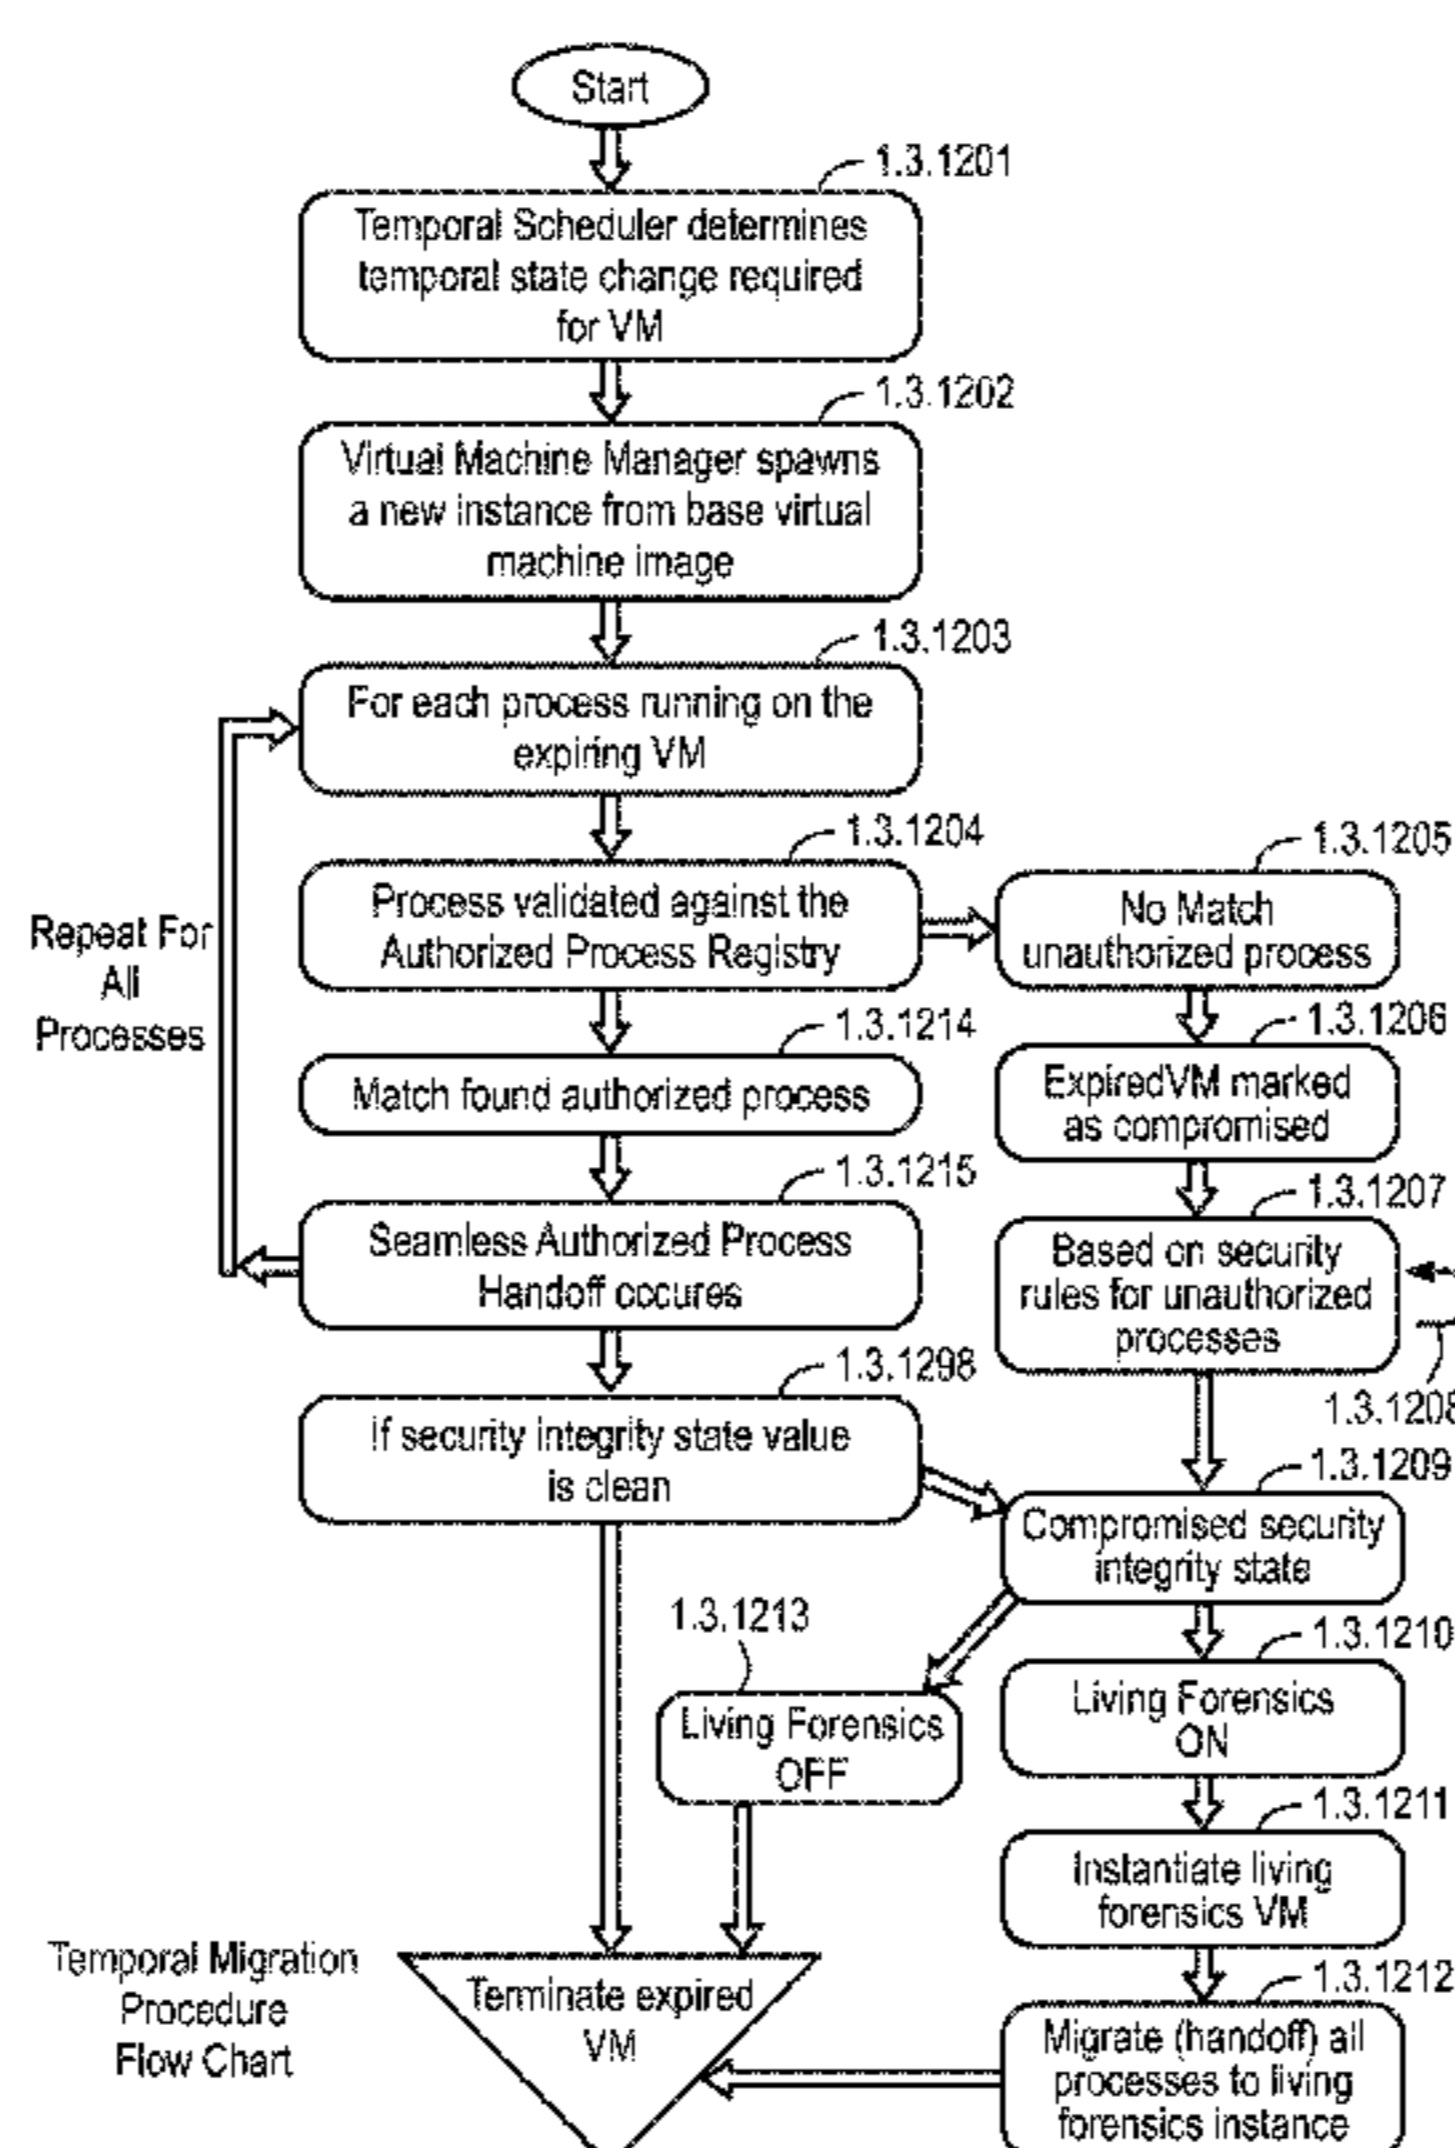 Start
1.3.1201
Temporal Scheduler determines
temporal state change required
for VM
1.3.1202
Virtual Machine Manager spawns
a new instance from base virtual
machine image
1.3.1203
For each process running on the
expiring VM
1.3.1204
Process validated against the
Authorized Process Registry
1.3.1205
No Match
unauthorized process
Repeat For
All
Processes
1.3.1214
Match found authorized process
1.3.1206
ExpiredVM marked
as compromised
1.3.1215
Seamless Authorized Process
Handoff occures
1.3.1207
Based on security
rules for unauthorized
processes
1.3.1208
1.3.1298
If security integrity state value
is clean
1.3.1209
Compromised security
integrity state
1.3.1213
Living Forensics
OFF
1.3.1210
Living Forensics
ON
1.3.1211
Instantiate living
forensics VM
1.3.1212
Migrate (handoff) all
processes to living
forensics instance
Terminate expired
VM
Temporal Migration
Procedure
Flow Chart